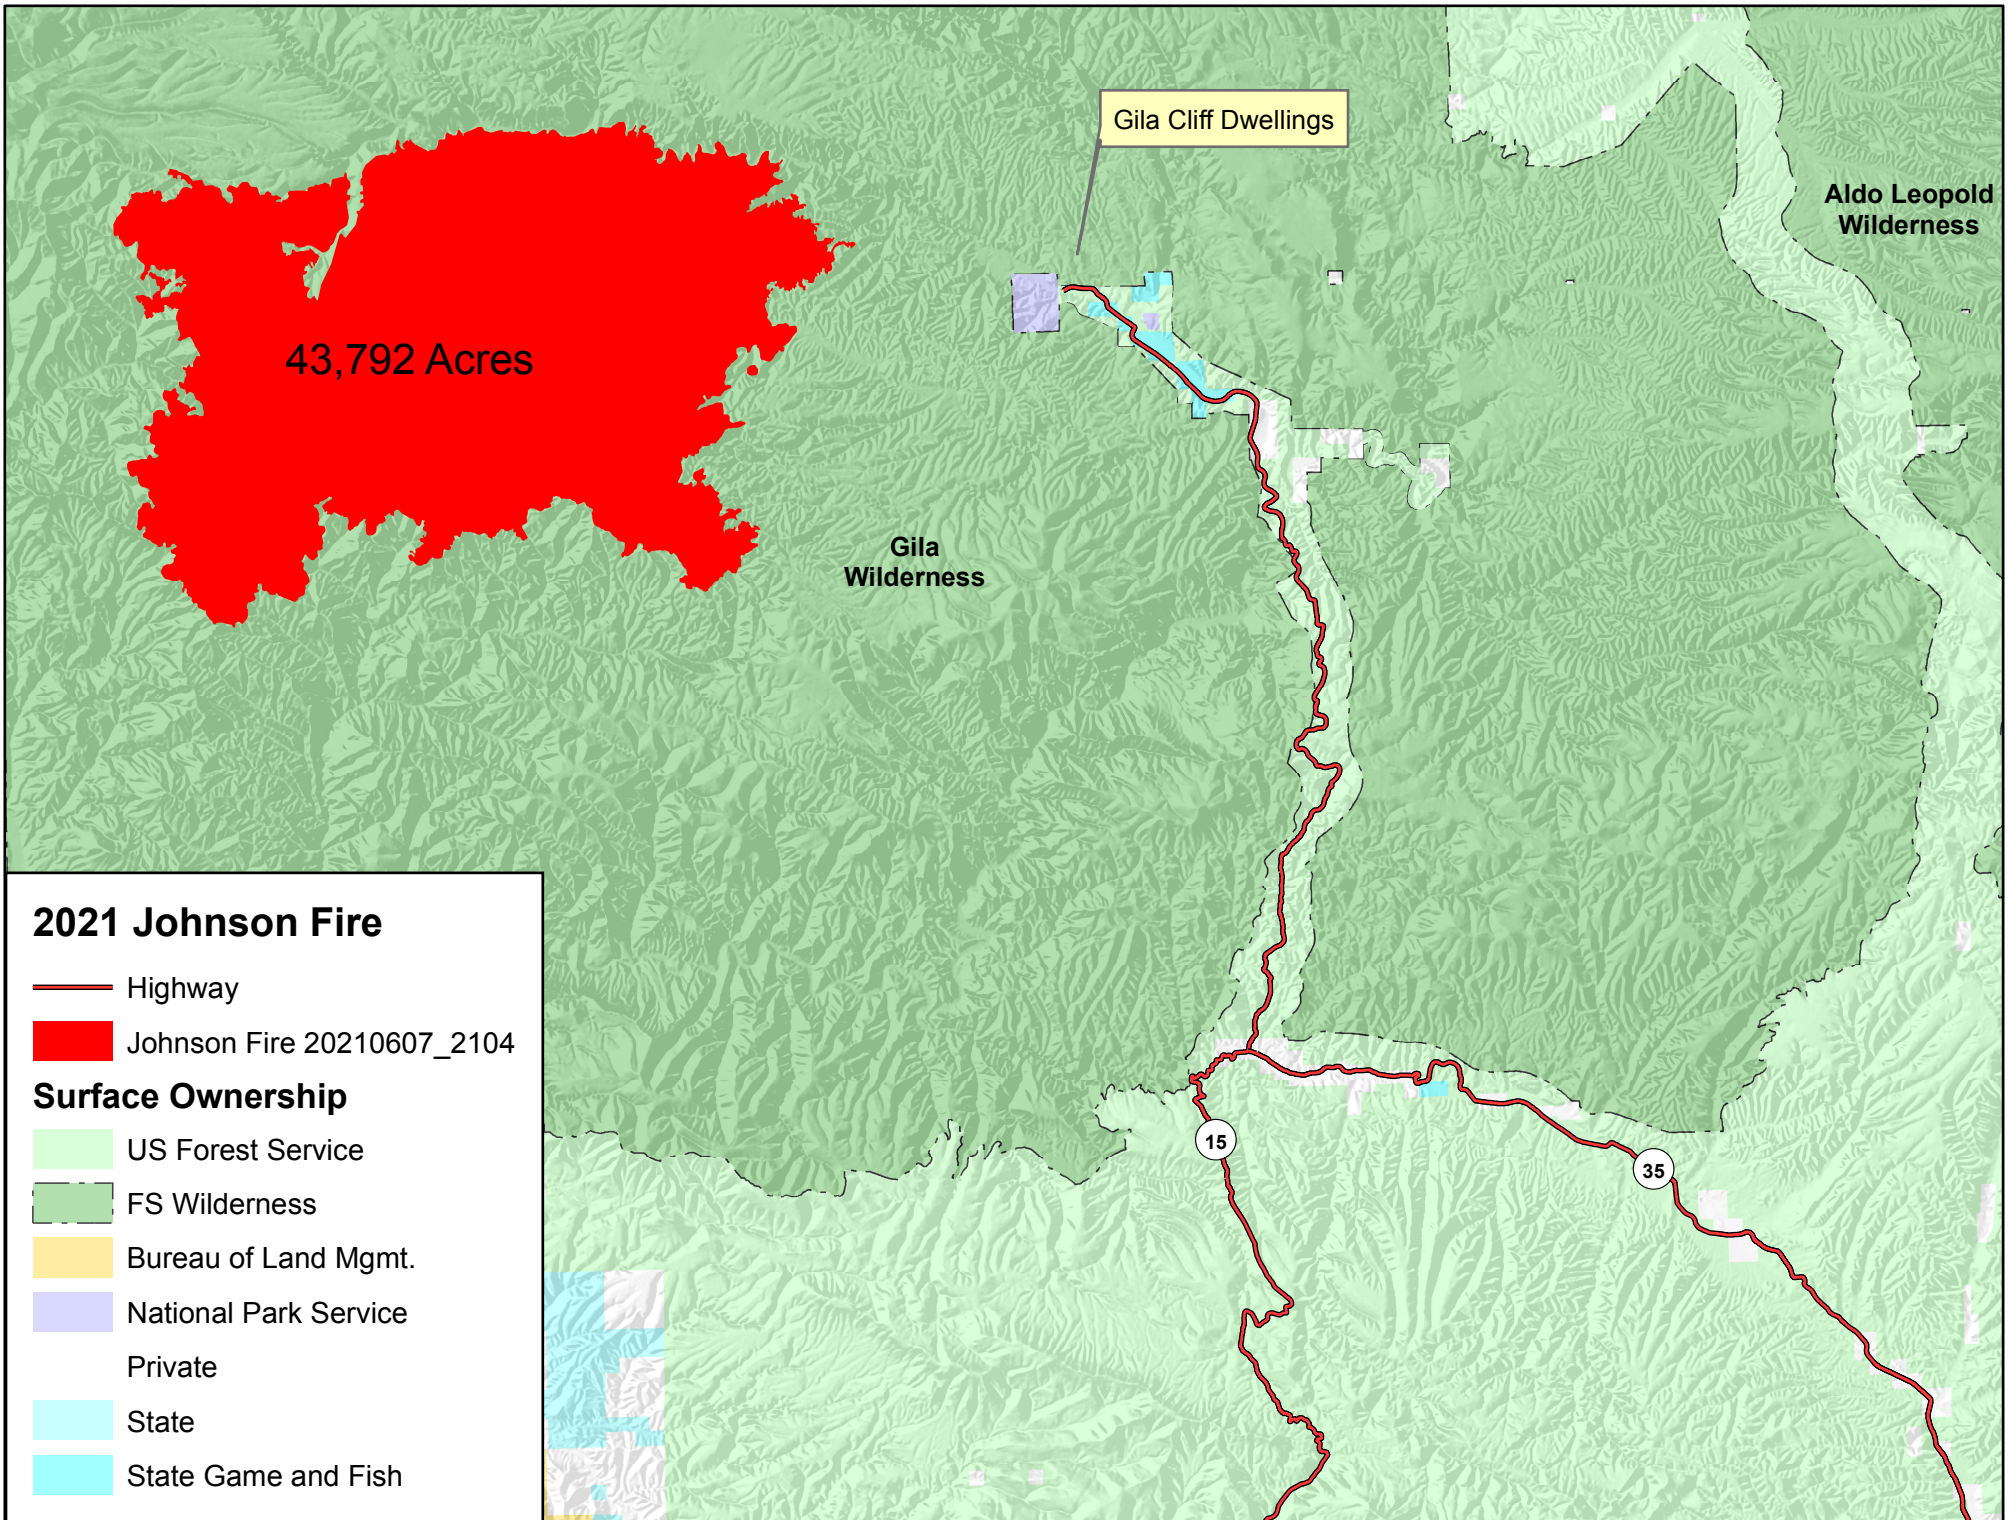 Gila Cliff Dwellings
Aldo Leopold
Wilderness
43,792 Acres
Gila
Wilderness
15
35
2021 Johnson Fire
Highway
Johnson Fire 20210607_2104
Surface Ownership
US Forest Service
FS Wilderness
Bureau of Land Mgmt.
National Park Service
Private
State
State Game and Fish